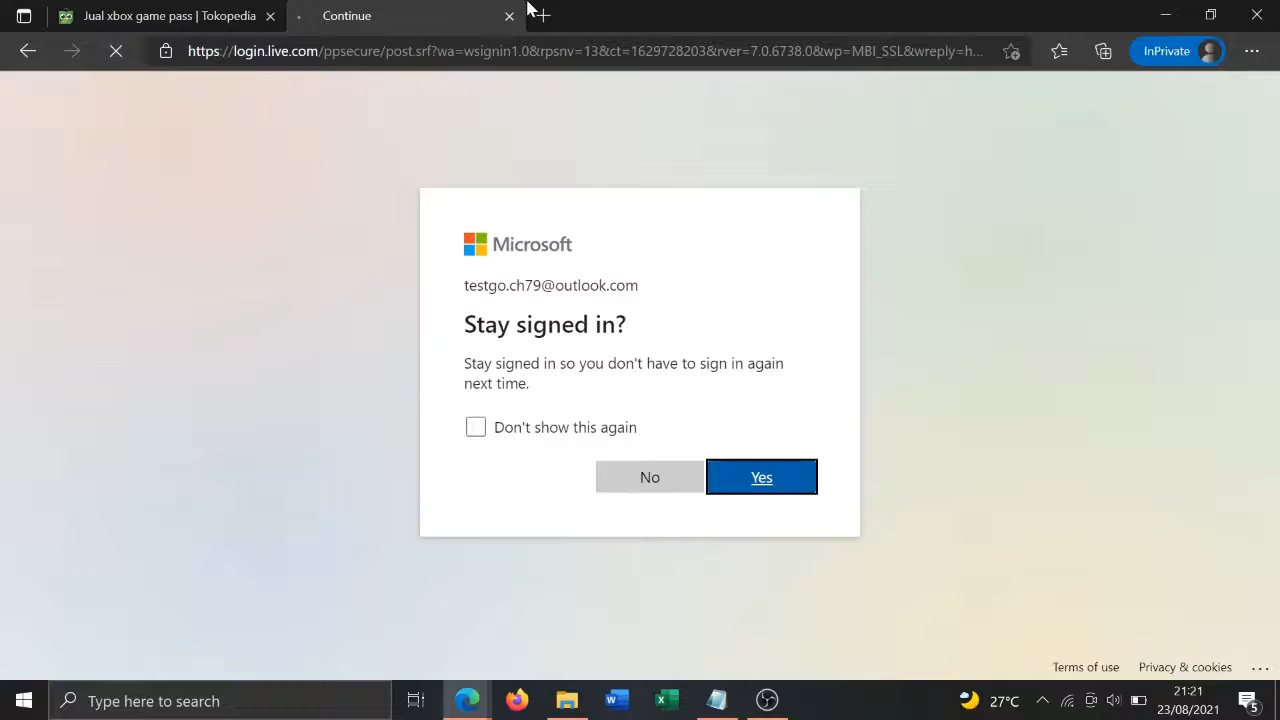 Jual xbox game pass | Tokopedia
Continue
https://login.live.com/ppsecure/post.srf?wa=wsignin1.0&rpsnv=13&ct=1629728203&rver=7.0.6738.0&wp=MBI_SSL&wreply=h...
InPrivate
Microsoft
testgo.ch79@outlook.com
Stay signed in?
Stay signed in so you don't have to sign in again
next time.
Don't show this again
No
Yes
Terms of use
Privacy & cookies
...
Type here to search
27°C
21:21
23/08/2021
5